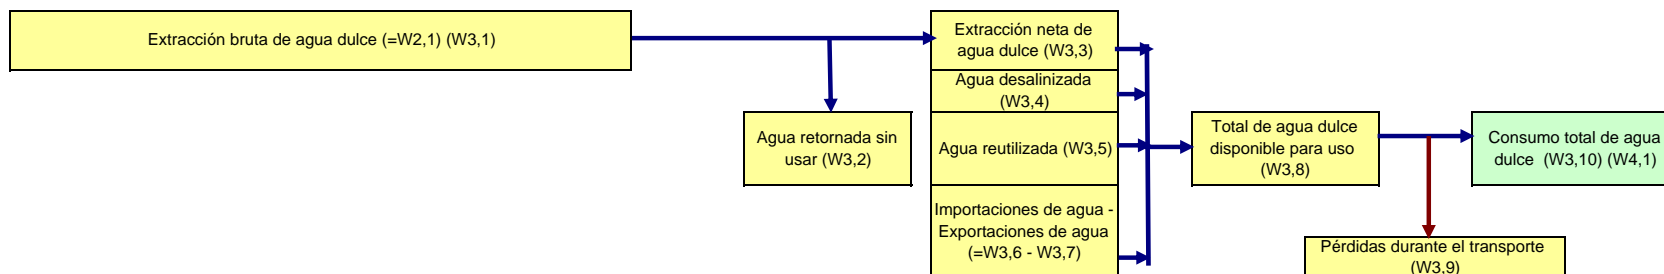 Extracción bruta de agua dulce (=W2,1) (W3,1)
Extracción neta de
agua dulce (W3,3)
Agua desalinizada
(W3,4)
Agua retornada sin
usar (W3,2)
Agua reutilizada (W3,5)
Importaciones de agua -
Exportaciones de agua
(=W3,6 - W3,7)
Total de agua dulce
disponible para uso
(W3,8)
Consumo total de agua
dulce  (W3,10) (W4,1)
Pérdidas durante el transporte
(W3,9)